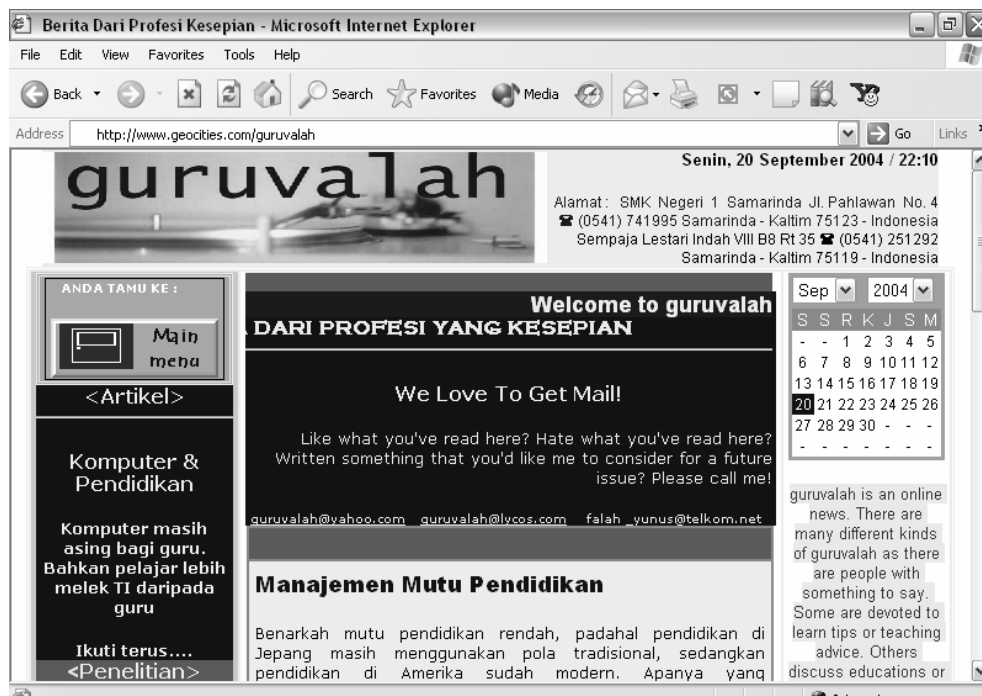 Berita Dari Profesi Kesepian - Microsoft Internet Explorer
File Edit View Favorites Tools Help
Back Search Favorites Media
Address http://www.geocities.com/guruvalah Go Links
guruvalah
Senin, 20 September 2004 / 22:10
Alamat: SMK Negeri 1 Samarinda Jl. Pahlawan No. 4
☎ (0541) 741995 Samarinda - Kaltim 75123 - Indonesia
Sempaja Lestari Indah VIII B8 Rt 35 ☎ (0541) 251292
Samarinda - Kaltim 75119 - Indonesia
ANDA TAMU KE :
Main
menu
<Artikel>
Komputer &
Pendidikan
Komputer masih
asing bagi guru.
Bahkan pelajar lebih
melek TI daripada
guru
Ikuti terus....
<Penelitian>
Welcome to guruvalah
DARI PROFESI YANG KESEPIAN
We Love To Get Mail!
Like what you've read here? Hate what you've read here?
Written something that you'd like me to consider for a future
issue? Please call me!
guruvalah@yahoo.com guruvalah@lycos.com falah_yunus@telkom.net
Manajemen Mutu Pendidikan
Benarkah mutu pendidikan rendah, padahal pendidikan di
Jepang masih menggunakan pola tradisional, sedangkan
pendidikan di Amerika sudah modern. Apanya yang
Sep 2004
S S R K J S M
- - 1 2 3 4 5
6 7 8 9 10 11 12
13 14 15 16 17 18 19
20 21 22 23 24 25 26
27 28 29 30 - - -
- - - - - - -
guruvalah is an online
news. There are
many different kinds
of guruvalah as there
are people with
something to say.
Some are devoted to
learn tips or teaching
advice. Others
discuss educations or